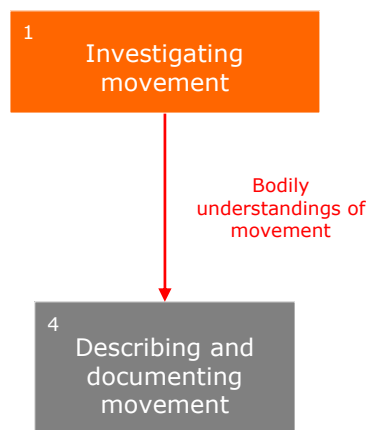 1
Investigating
movement
Bodily
understandings of
movement
4
Describing and
documenting
movement